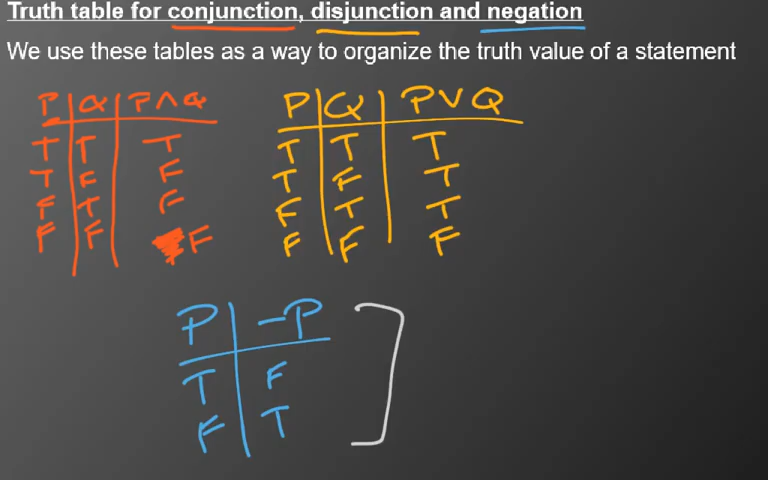 Truth table for conjunction, disjunction and negation
We use these tables as a way to organize the truth value of a statement
P Q P∧Q
T T T
T F F
F T F
F F F
P Q P∨Q
T T T
T F T
F T T
F F F
P −P
T F
F T